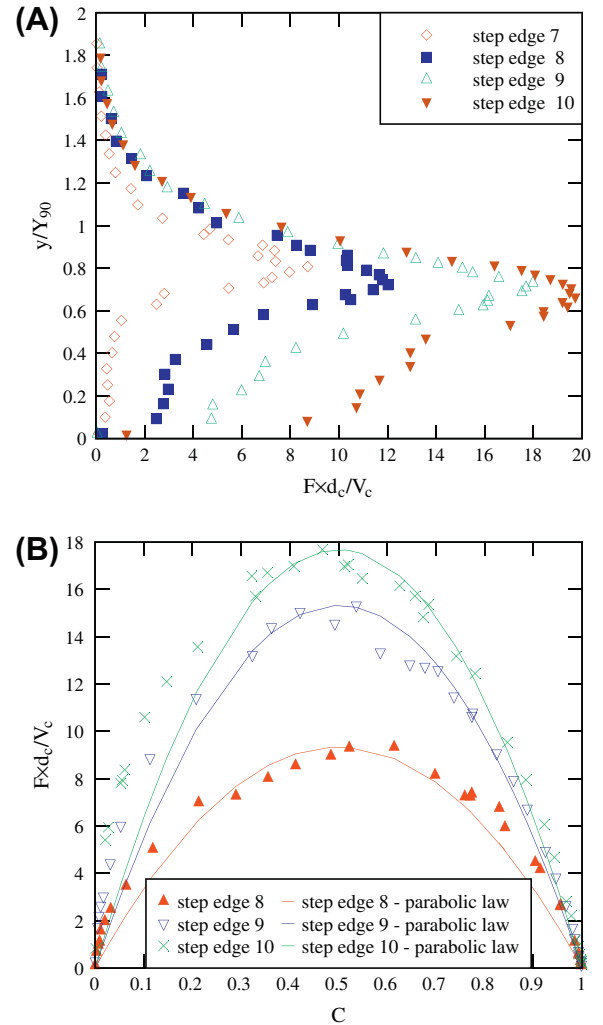 (A)
2
1.8
1.6
1.4
1.2
1
0.8
0.6
0.4
0.2
0
y/Y90
step edge 7
step edge 8
step edge 9
step edge 10
0 2 4 6 8 10 12 14 16 18 20
F×dc/Vc
(B)
18
16
14
12
10
8
6
4
2
0
F×dc/Vc
step edge 8 step edge 8 - parabolic law
step edge 9 step edge 9 - parabolic law
step edge 10 step edge 10 - parabolic law
0 0.1 0.2 0.3 0.4 0.5 0.6 0.7 0.8 0.9 1
C